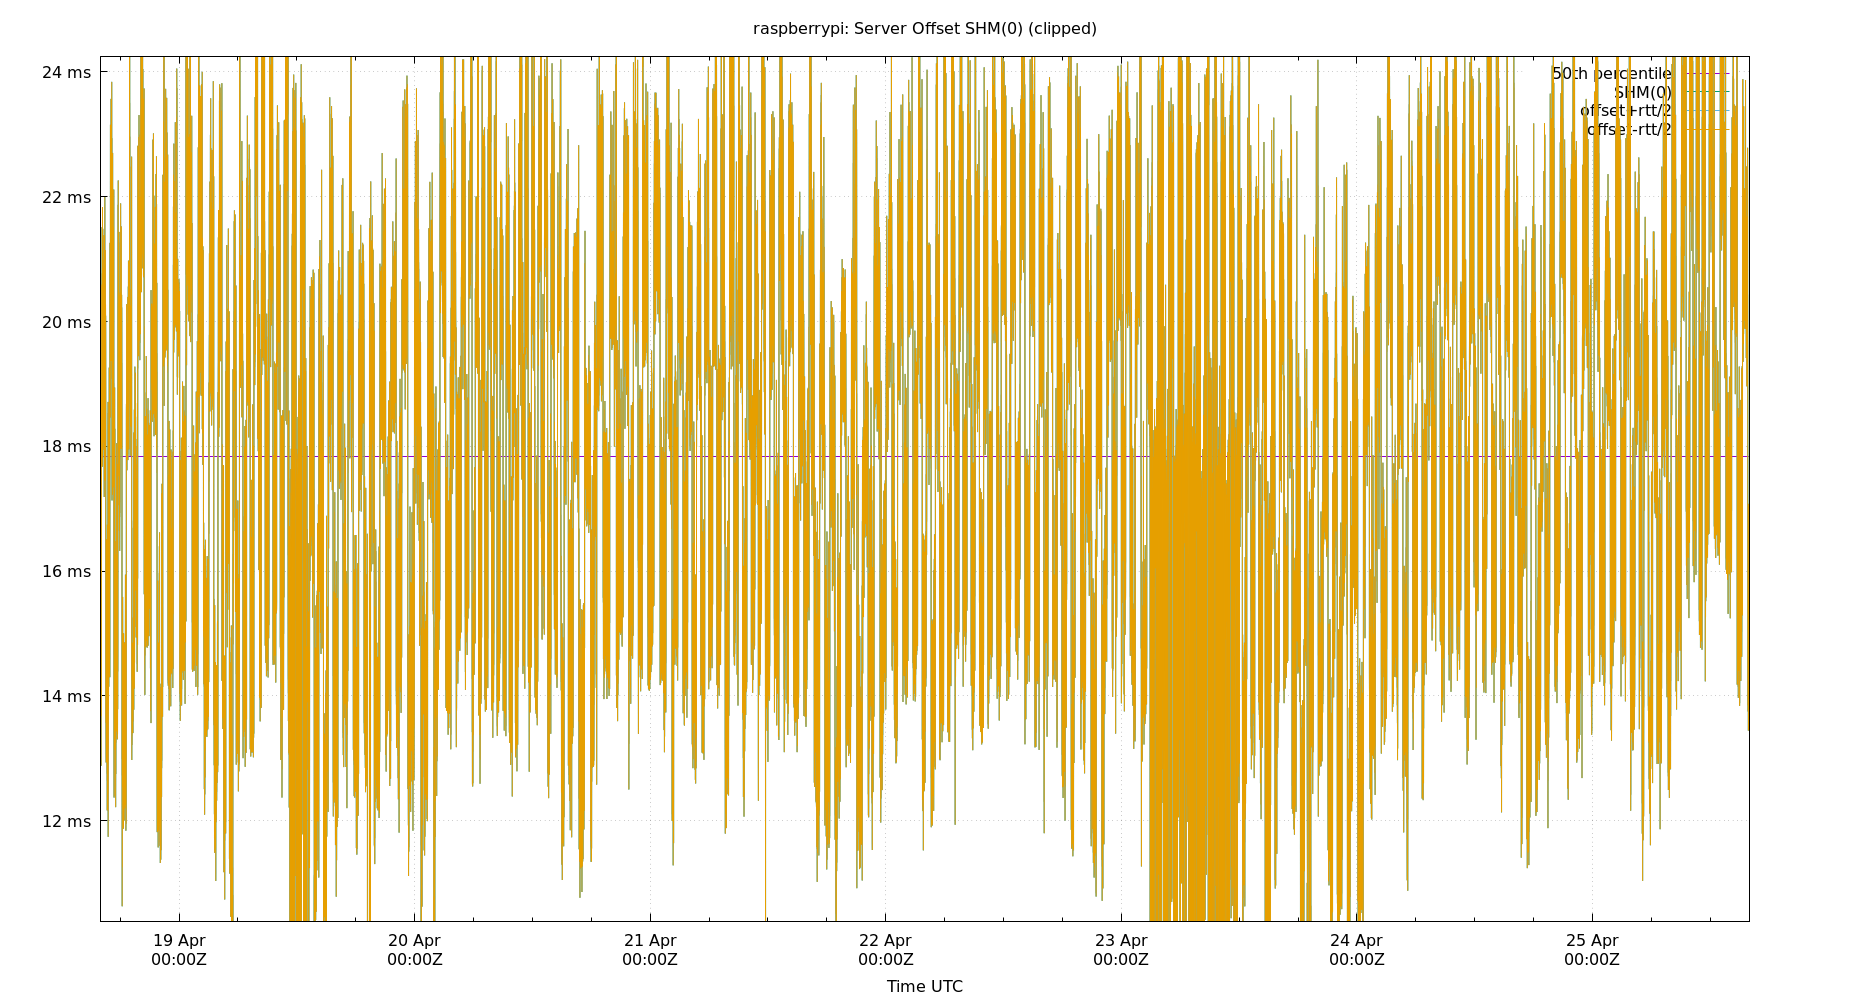 raspberrypi: Server Offset SHM(0) (clipped)
24 ms
22 ms
20 ms
18 ms
16 ms
14 ms
12 ms
50th percentile
SHM(0)
offset+rtt/2
offset-rtt/2
19 Apr
00:00Z
20 Apr
00:00Z
21 Apr
00:00Z
22 Apr
00:00Z
23 Apr
00:00Z
24 Apr
00:00Z
25 Apr
00:00Z
Time UTC